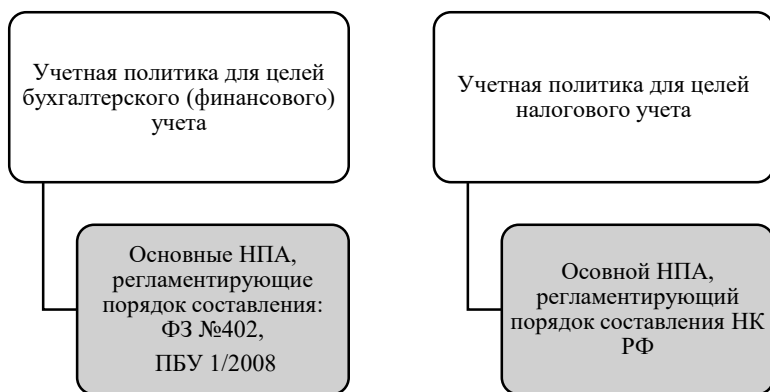 Учетная политика для целей
бухгалтерского (финансового)
учета
Учетная политика для целей
налогового учета
Основные НПА,
регламентирующие
порядок составления:
ФЗ №402,
ПБУ 1/2008
Осовной НПА,
регламентирующий
порядок составления НК
РФ